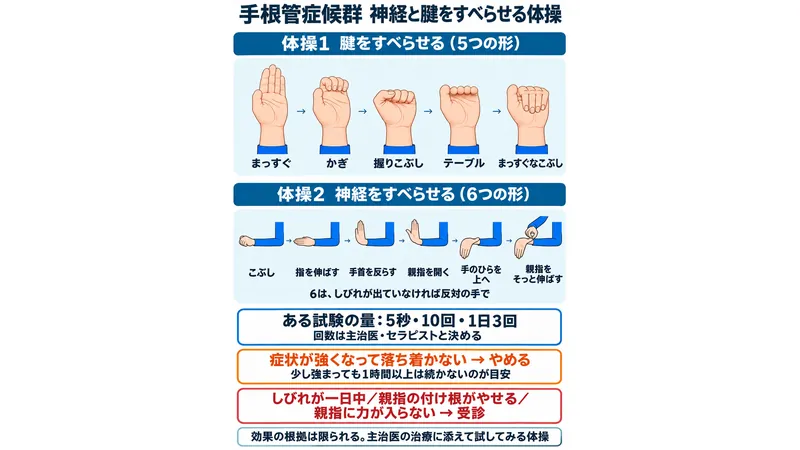 手根管症候群 神経と腱をすべらせる体操
体操1 腱をすべらせる（5つの形）
→ → → →
まっすぐ かぎ 握りこぶし テーブル まっすぐなこぶし
体操2 神経をすべらせる（6つの形）
→ → → → →
こぶし 指を伸ばす 手首を反らす 親指を開く 手のひらを上へ 親指をそっと伸ばす
6は、しびれが出ていなければ反対の手で
ある試験の量：5秒・10回・1日3回
回数は主治医・セラピストと決める
症状が強くなって落ち着かない → やめる
少し強まっても1時間以上は続かないのが目安
しびれが一日中／親指の付け根がやせる／
親指に力が入らない → 受診
効果の根拠は限られる。主治医の治療に添えて試してみる体操